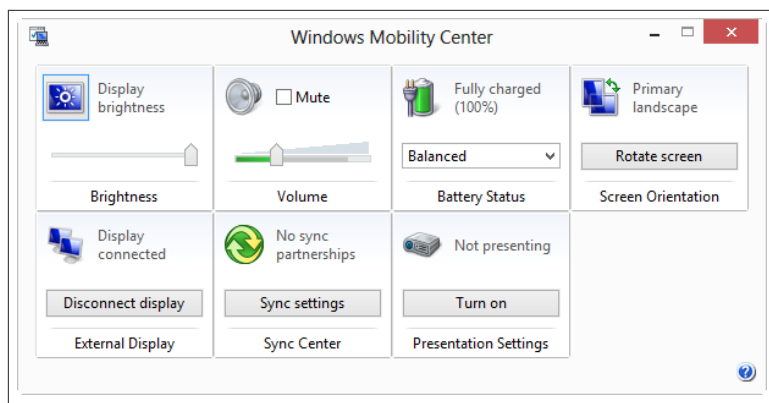 Windows Mobility Center
Display
brightness
Brightness
Mute
Volume
Fully charged
(100%)
Balanced
Battery Status
Primary
landscape
Rotate screen
Screen Orientation
Display
connected
Disconnect display
External Display
No sync
partnerships
Sync settings
Sync Center
Not presenting
Turn on
Presentation Settings